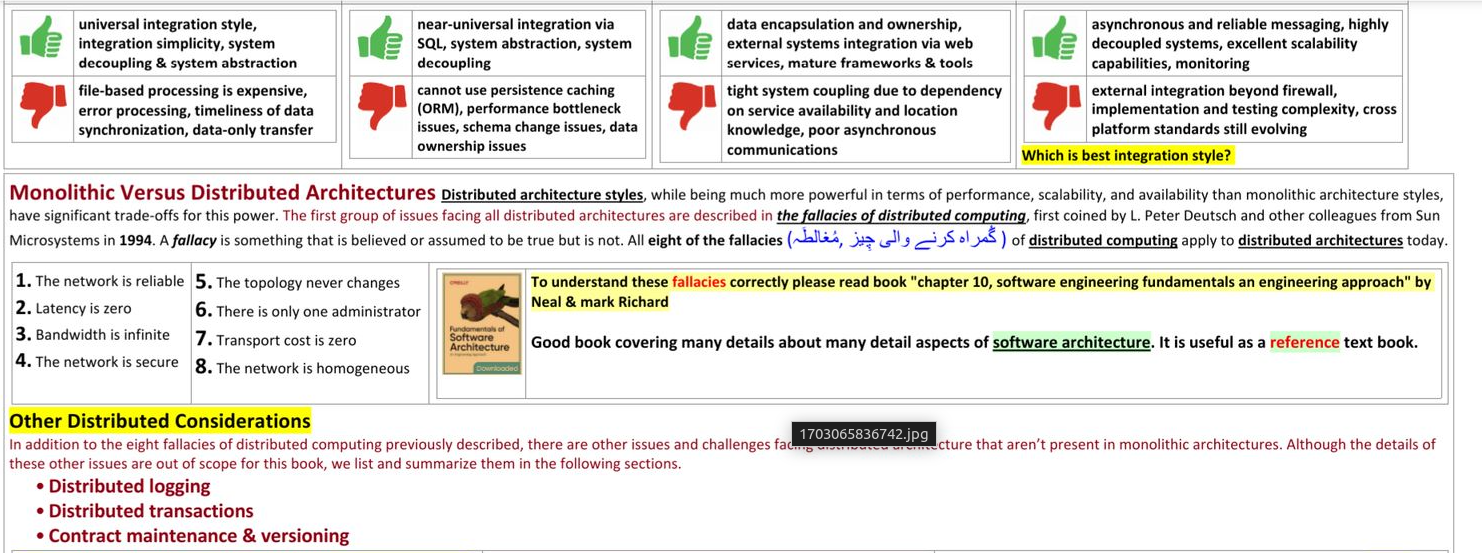 universal integration style,
integration simplicity, system
decoupling & system abstraction
file-based processing is expensive,
error processing, timeliness of data
synchronization, data-only transfer
near-universal integration via
SQL, system abstraction, system
decoupling
cannot use persistence caching
(ORM), performance bottleneck
issues, schema change issues, data
ownership issues
data encapsulation and ownership,
external systems integration via web
services, mature frameworks & tools
tight system coupling due to dependency
on service availability and location
knowledge, poor asynchronous
communications
asynchronous and reliable messaging, highly
decoupled systems, excellent scalability
capabilities, monitoring
external integration beyond firewall,
implementation and testing complexity, cross
platform standards still evolving
Which is best integration style?
Monolithic Versus Distributed Architectures Distributed architecture styles, while being much more powerful in terms of performance, scalability, and availability than monolithic architecture styles,
have significant trade-offs for this power. The first group of issues facing all distributed architectures are described in the fallacies of distributed computing, first coined by L. Peter Deutsch and other colleagues from Sun
Microsystems in 1994. A fallacy is something that is believed or assumed to be true but is not. All eight of the fallacies (گُمراہ کرنے والی چِیز ,مُغالطَہ) of distributed computing apply to distributed architectures today.
1. The network is reliable
2. Latency is zero
3. Bandwidth is infinite
4. The network is secure
5. The topology never changes
6. There is only one administrator
7. Transport cost is zero
8. The network is homogeneous
O'REILLY
Fundamentals of
Software
Architecture
Downloaded
To understand these fallacies correctly please read book "chapter 10, software engineering fundamentals an engineering approach" by
Neal & mark Richard
Good book covering many details about many detail aspects of software architecture. It is useful as a reference text book.
Other Distributed Considerations
1703065836742.jpg
In addition to the eight fallacies of distributed computing previously described, there are other issues and challenges facing distributed architecture that aren't present in monolithic architectures. Although the details of
these other issues are out of scope for this book, we list and summarize them in the following sections.
• Distributed logging
• Distributed transactions
• Contract maintenance & versioning